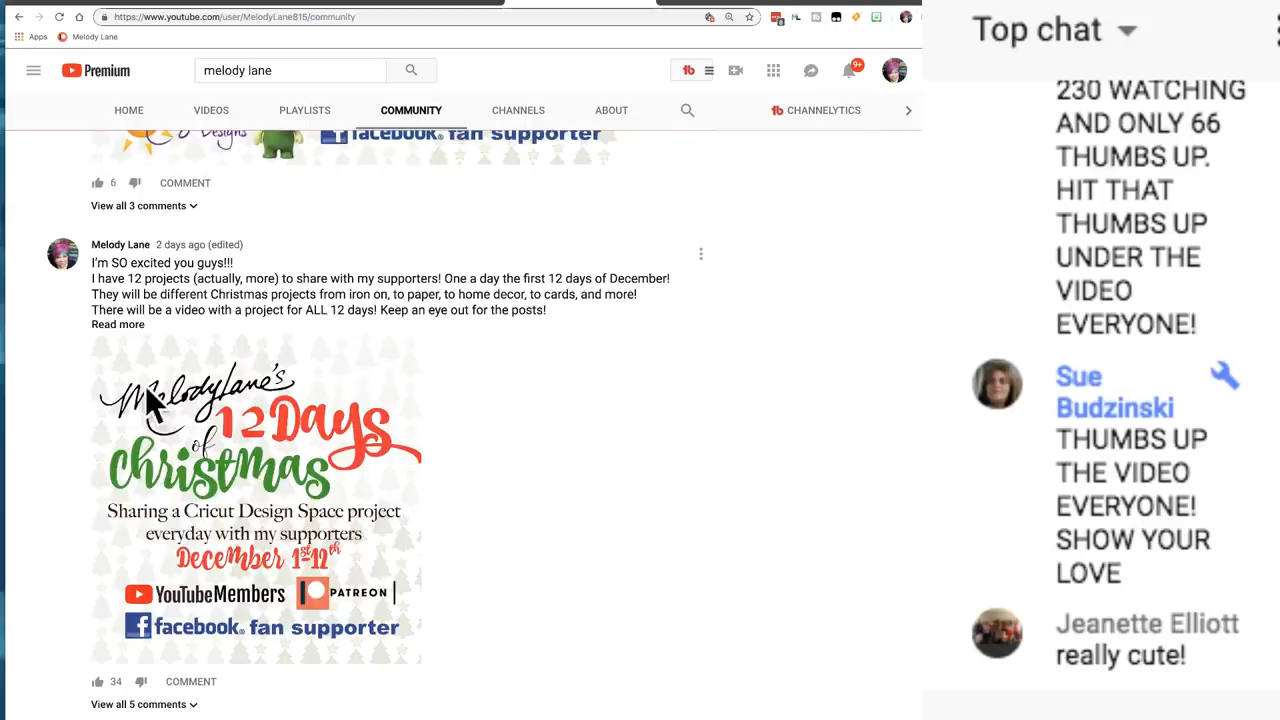 https://www.youtube.com/user/MelodyLane815/community
Apps
Melody Lane
Premium
melody lane
9+
HOME
VIDEOS
PLAYLISTS
COMMUNITY
CHANNELS
ABOUT
CHANNELYTICS
Designs
facebook. fan supporter
6
COMMENT
View all 3 comments
Melody Lane 2 days ago (edited)
I'm SO excited you guys!!!
I have 12 projects (actually, more) to share with my supporters! One a day the first 12 days of December!
They will be different Christmas projects from iron on, to paper, to home decor, to cards, and more!
There will be a video with a project for ALL 12 days! Keep an eye out for the posts!
Read more
MelodyLane's
12 Days
of
Christmas
Sharing a Cricut Design Space project
everyday with my supporters
December 1st-12th
YouTube Members
PATREON
facebook. fan supporter
34
COMMENT
View all 5 comments
Top chat
230 WATCHING
AND ONLY 66
THUMBS UP.
HIT THAT
THUMBS UP
UNDER THE
VIDEO
EVERYONE!
Sue
Budzinski
THUMBS UP
THE VIDEO
EVERYONE!
SHOW YOUR
LOVE
Jeanette Elliott
really cute!